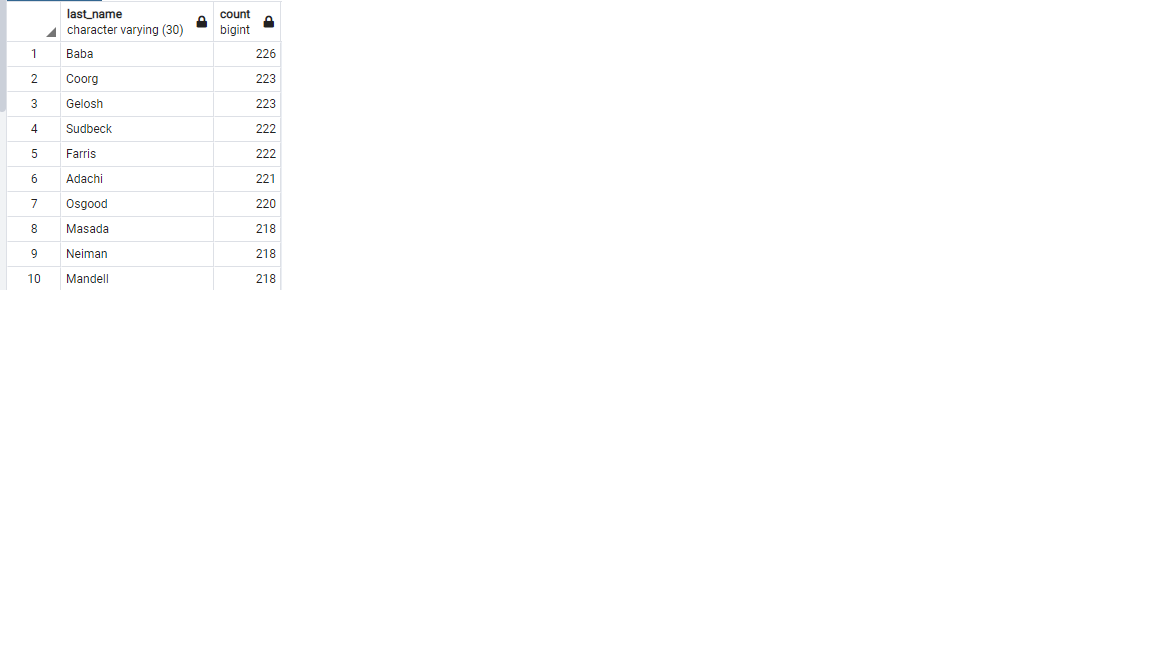 last_name count
character varying (30) bigint
1 Baba 226
2 Coorg 223
3 Gelosh 223
4 Sudbeck 222
5 Farris 222
6 Adachi 221
7 Osgood 220
8 Masada 218
9 Neiman 218
10 Mandell 218